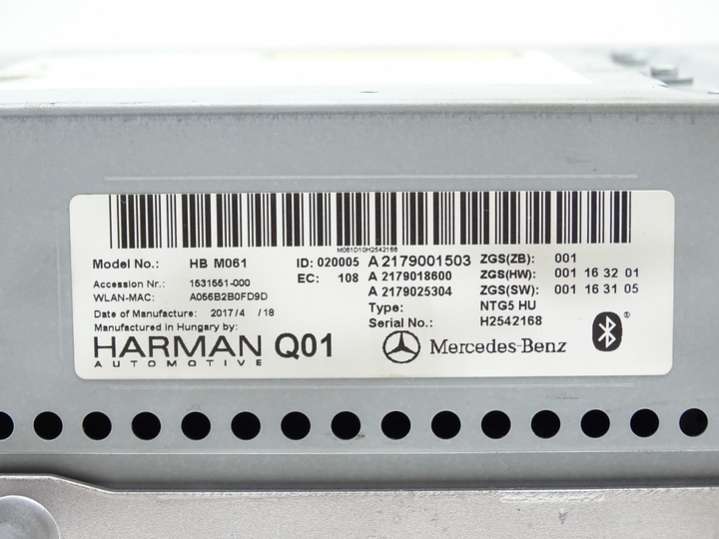 M061D10H2542168
Model No.: HB M061 ID: 020005 A 2179001503 ZGS(ZB): 001
EC: 108 A 2179018600 ZGS(HW): 001 16 32 01
Accession Nr.: 1531551-000 A 2179025304 ZGS(SW): 001 16 31 05
WLAN-MAC: A056B2B0FD9D
Type: NTG5 HU
Date of Manufacture: 2017/4 /18 Serial No.: H2542168
Manufactured in Hungary by:
HARMAN Q01 Mercedes-Benz ®
AUTOMOTIVE